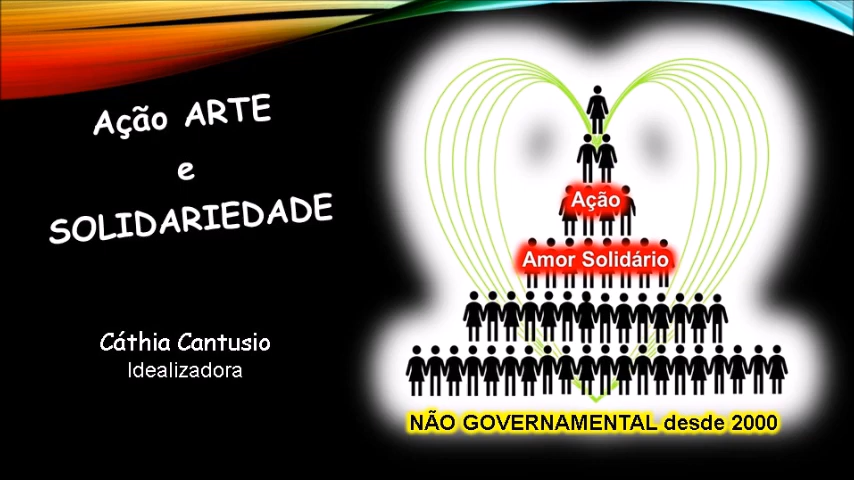 Ação ARTE
e
SOLIDARIEDADE
Cáthia Cantusio
Idealizadora
Ação
Amor Solidário
NÃO GOVERNAMENTAL desde 2000